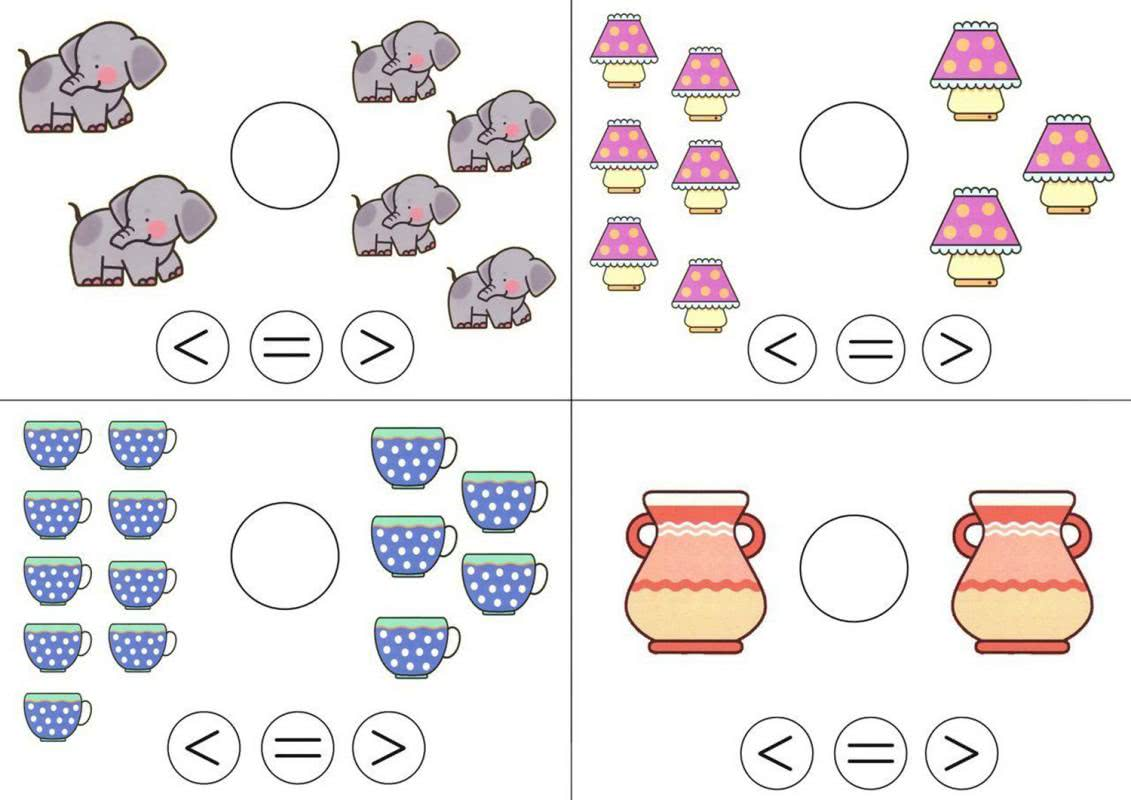 < = >
< = >
< = >
< = >